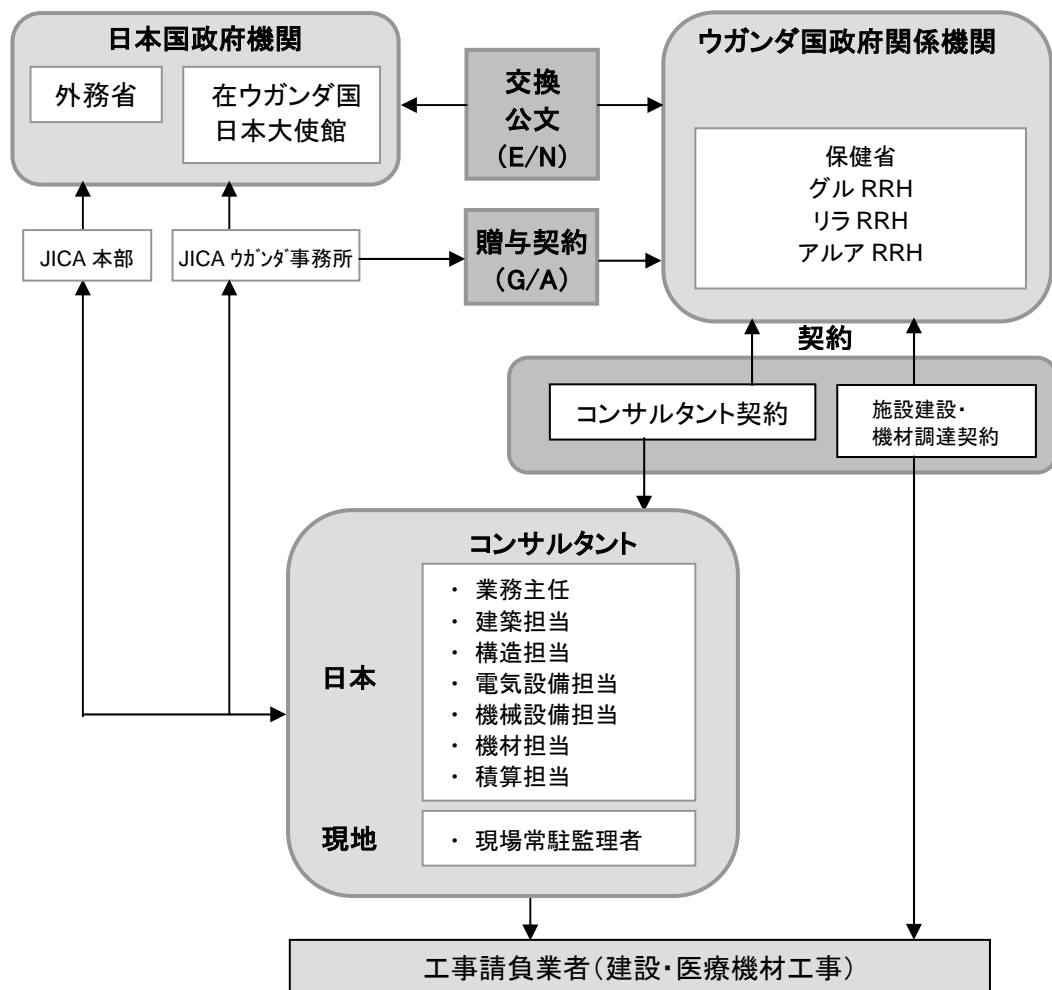 日本国政府機関
外務省
在ウガンダ国
日本大使館
交換
公文
(E/N)
ウガンダ国政府関係機関
保健省
グル RRH
リラ RRH
アルア RRH
JICA 本部
JICA ウガンダ事務所
贈与契約
(G/A)
契約
コンサルタント契約
施設建設・
機材調達契約
コンサルタント
日本
・ 業務主任
・ 建築担当
・ 構造担当
・ 電気設備担当
・ 機械設備担当
・ 機材担当
・ 積算担当
現地
・ 現場常駐監理者
工事請負業者(建設・医療機材工事)